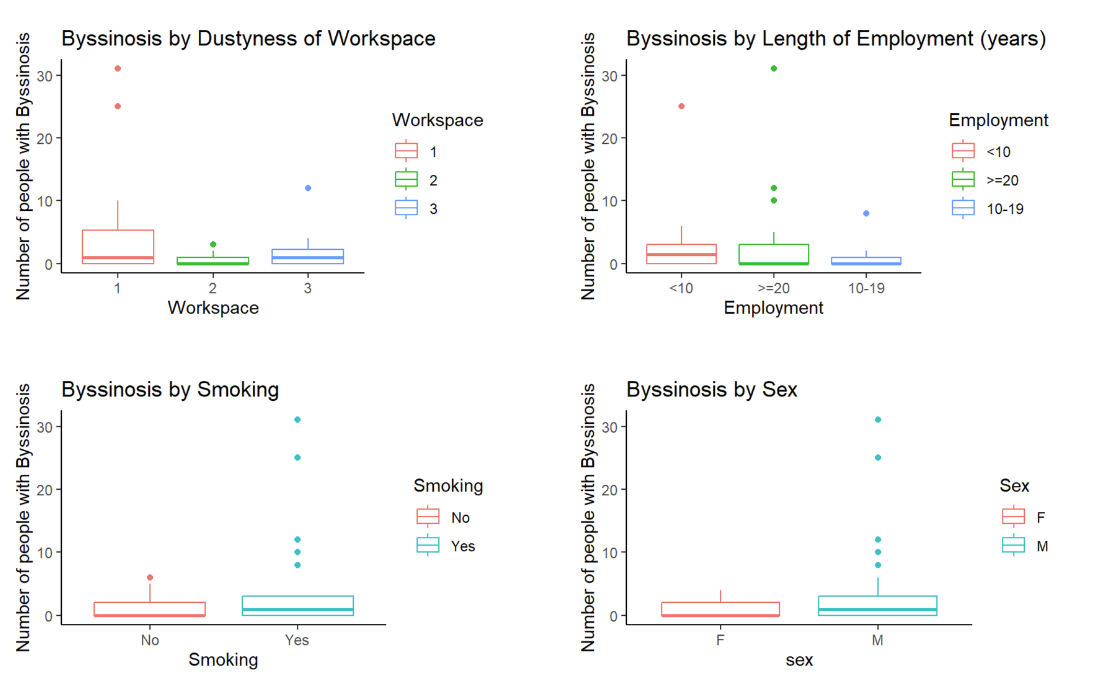 Byssinosis by Dustyness of Workspace
Number of people with Byssinosis
30
20
10
0
1
2
3
Workspace
Workspace
1
2
3
Byssinosis by Length of Employment (years)
Number of people with Byssinosis
30
20
10
0
<10
>=20
10-19
Employment
Employment
<10
>=20
10-19
Byssinosis by Smoking
Number of people with Byssinosis
30
20
10
0
No
Yes
Smoking
Smoking
No
Yes
Byssinosis by Sex
Number of people with Byssinosis
30
20
10
0
F
M
sex
Sex
F
M